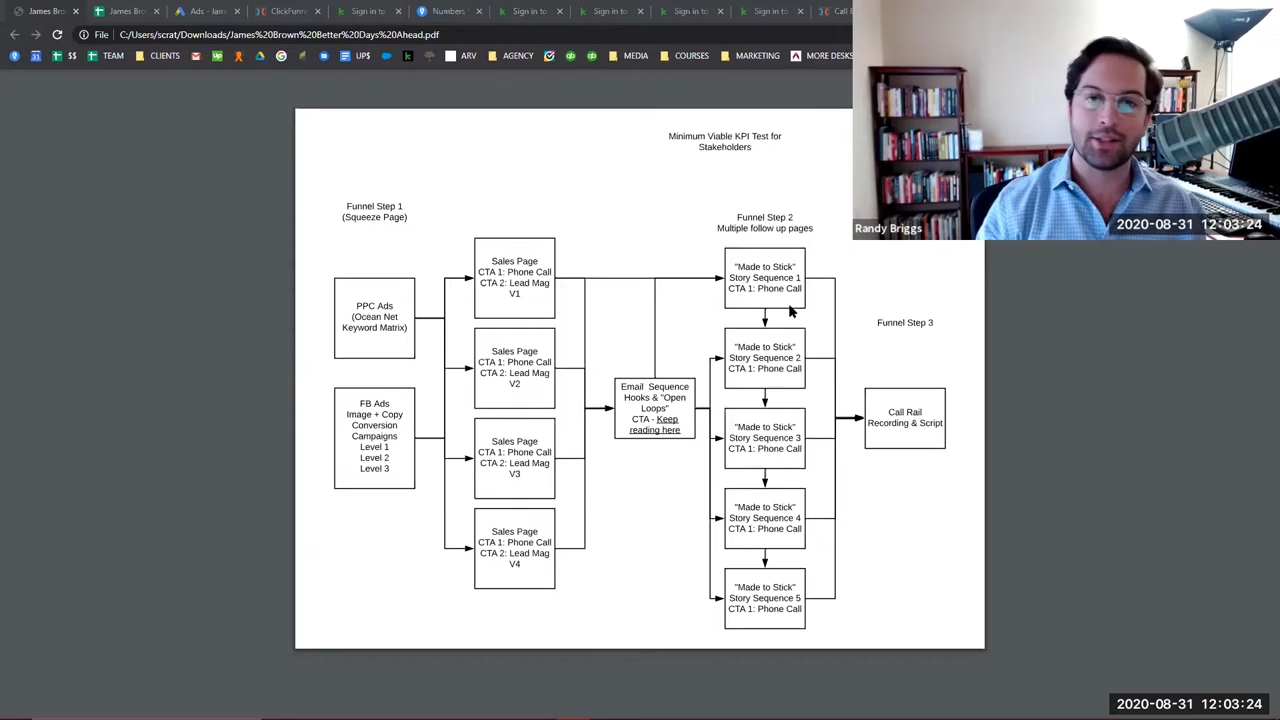 James Bro
James Bro
Ads - Jam
ClickFunn
Sign in to
Numbers
Sign in to
Sign in to
Sign in to
James Bro
File
C:/Users/scrat/Downloads/James%20Brown%20Better%20Days%20Ahead.pdf
$$
TEAM
CLIENTS
UP$
ARV
AGENCY
MEDIA
COURSES
MARKETING
MORE DESK
Randy Briggs
2020-08-31 12:03:24
Minimum Viable KPI Test for
Stakeholders
Funnel Step 1
(Squeeze Page)
Funnel Step 2
Multiple follow up pages
Funnel Step 3
PPC Ads
(Ocean Net
Keyword Matrix)
FB Ads
Image + Copy
Conversion
Campaigns
Level 1
Level 2
Level 3
Sales Page
CTA 1: Phone Call
CTA 2: Lead Mag
V1
Sales Page
CTA 1: Phone Call
CTA 2: Lead Mag
V2
Sales Page
CTA 1: Phone Call
CTA 2: Lead Mag
V3
Sales Page
CTA 1: Phone Call
CTA 2: Lead Mag
V4
Email Sequence
Hooks & "Open
Loops"
CTA - Keep
reading here
"Made to Stick"
Story Sequence 1
CTA 1: Phone Call
"Made to Stick"
Story Sequence 2
CTA 1: Phone Call
"Made to Stick"
Story Sequence 3
CTA 1: Phone Call
"Made to Stick"
Story Sequence 4
CTA 1: Phone Call
"Made to Stick"
Story Sequence 5
CTA 1: Phone Call
Call Rail
Recording & Script
2020-08-31 12:03:24